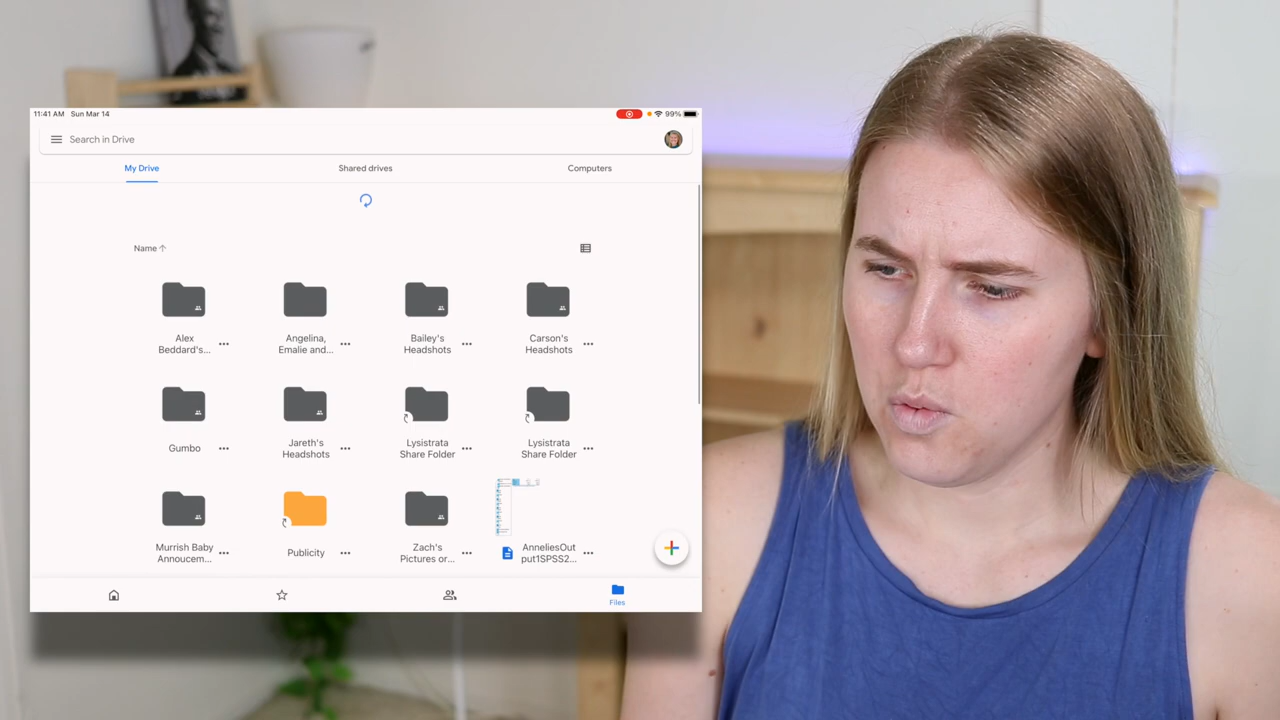 11:41 AM Sun Mar 14
99%
Search in Drive
My Drive
Shared drives
Computers
Name
Alex
Beddard's...
Angelina,
Emalie and...
Bailey's
Headshots
Carson's
Headshots
Gumbo
Jareth's
Headshots
Lysistrata
Share Folder
Lysistrata
Share Folder
Murrish Baby
Annoucem...
Publicity
Zach's
Pictures or...
AnneliesOut
put1SPSS2...
Files